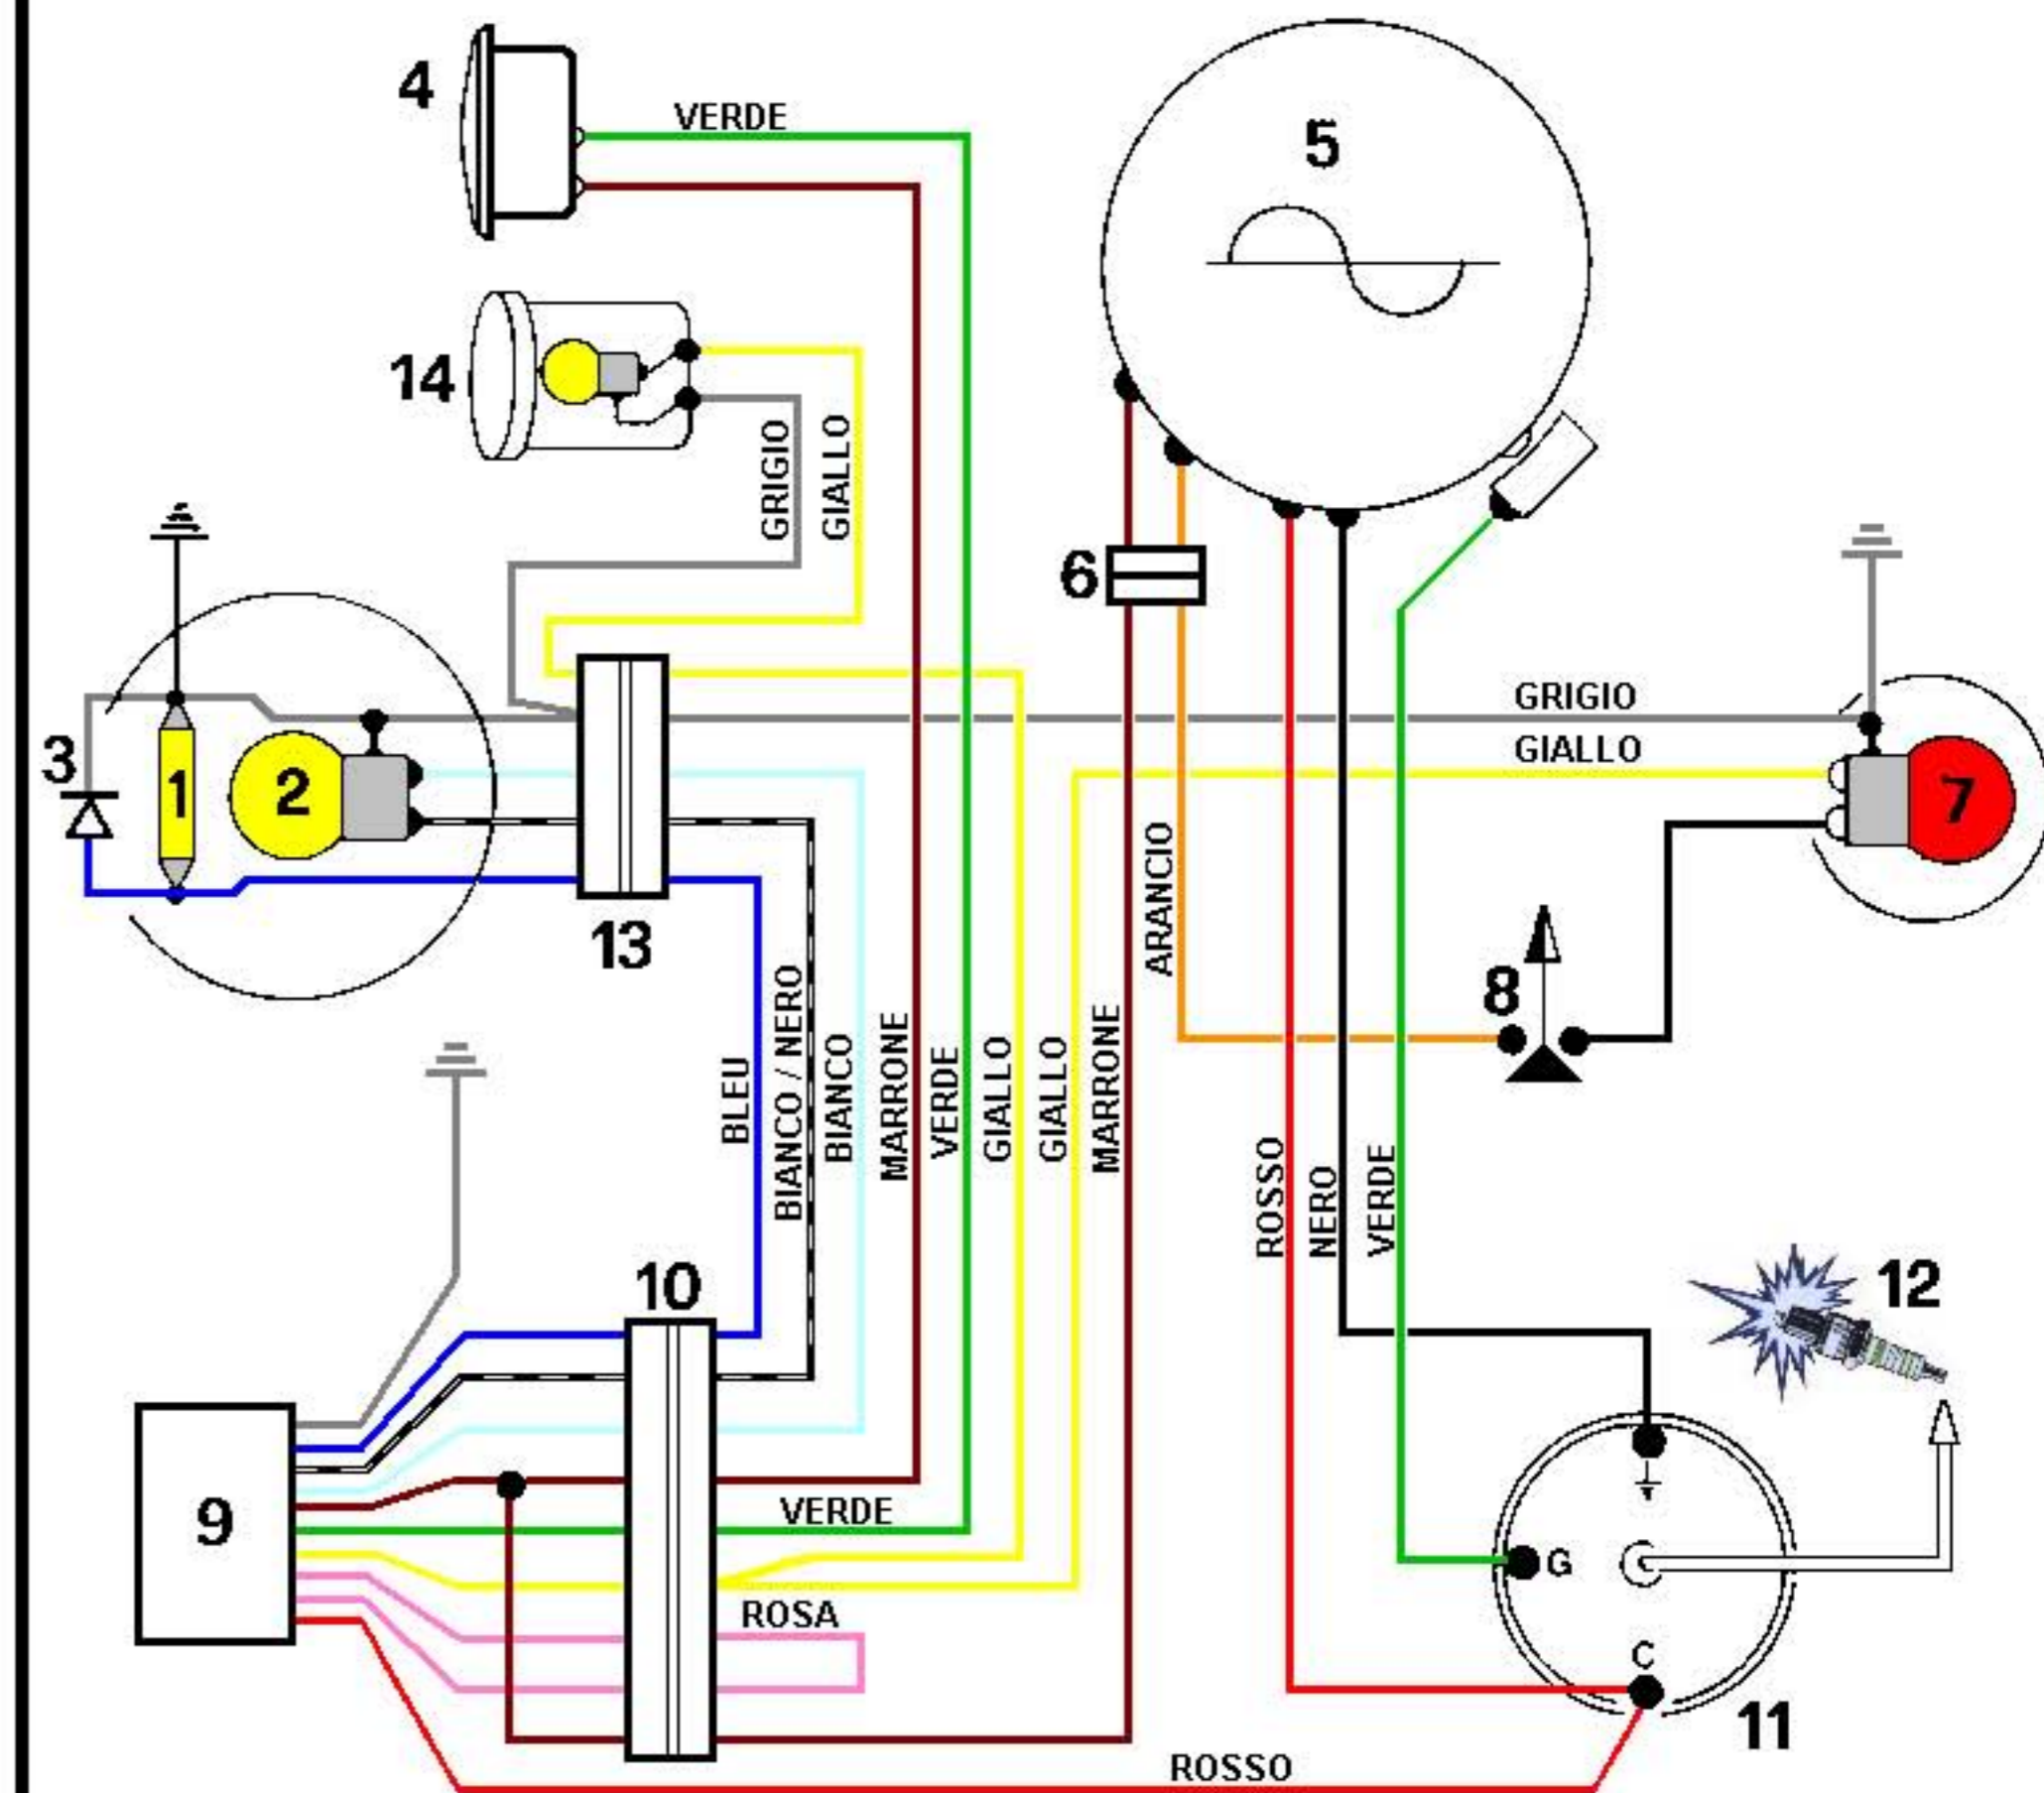 4
VERDE
5
14
GRIGIO
GIALLO
6
GRIGIO
GIALLO
3
1
2
7
13
ARANCIO
8
BLEU
BIANCO / NERO
BIANCO
MARRONE
VERDE
GIALLO
GIALLO
MARRONE
ROSSO
NERO
VERDE
12
10
9
VERDE
G
ROSA
C
11
ROSSO